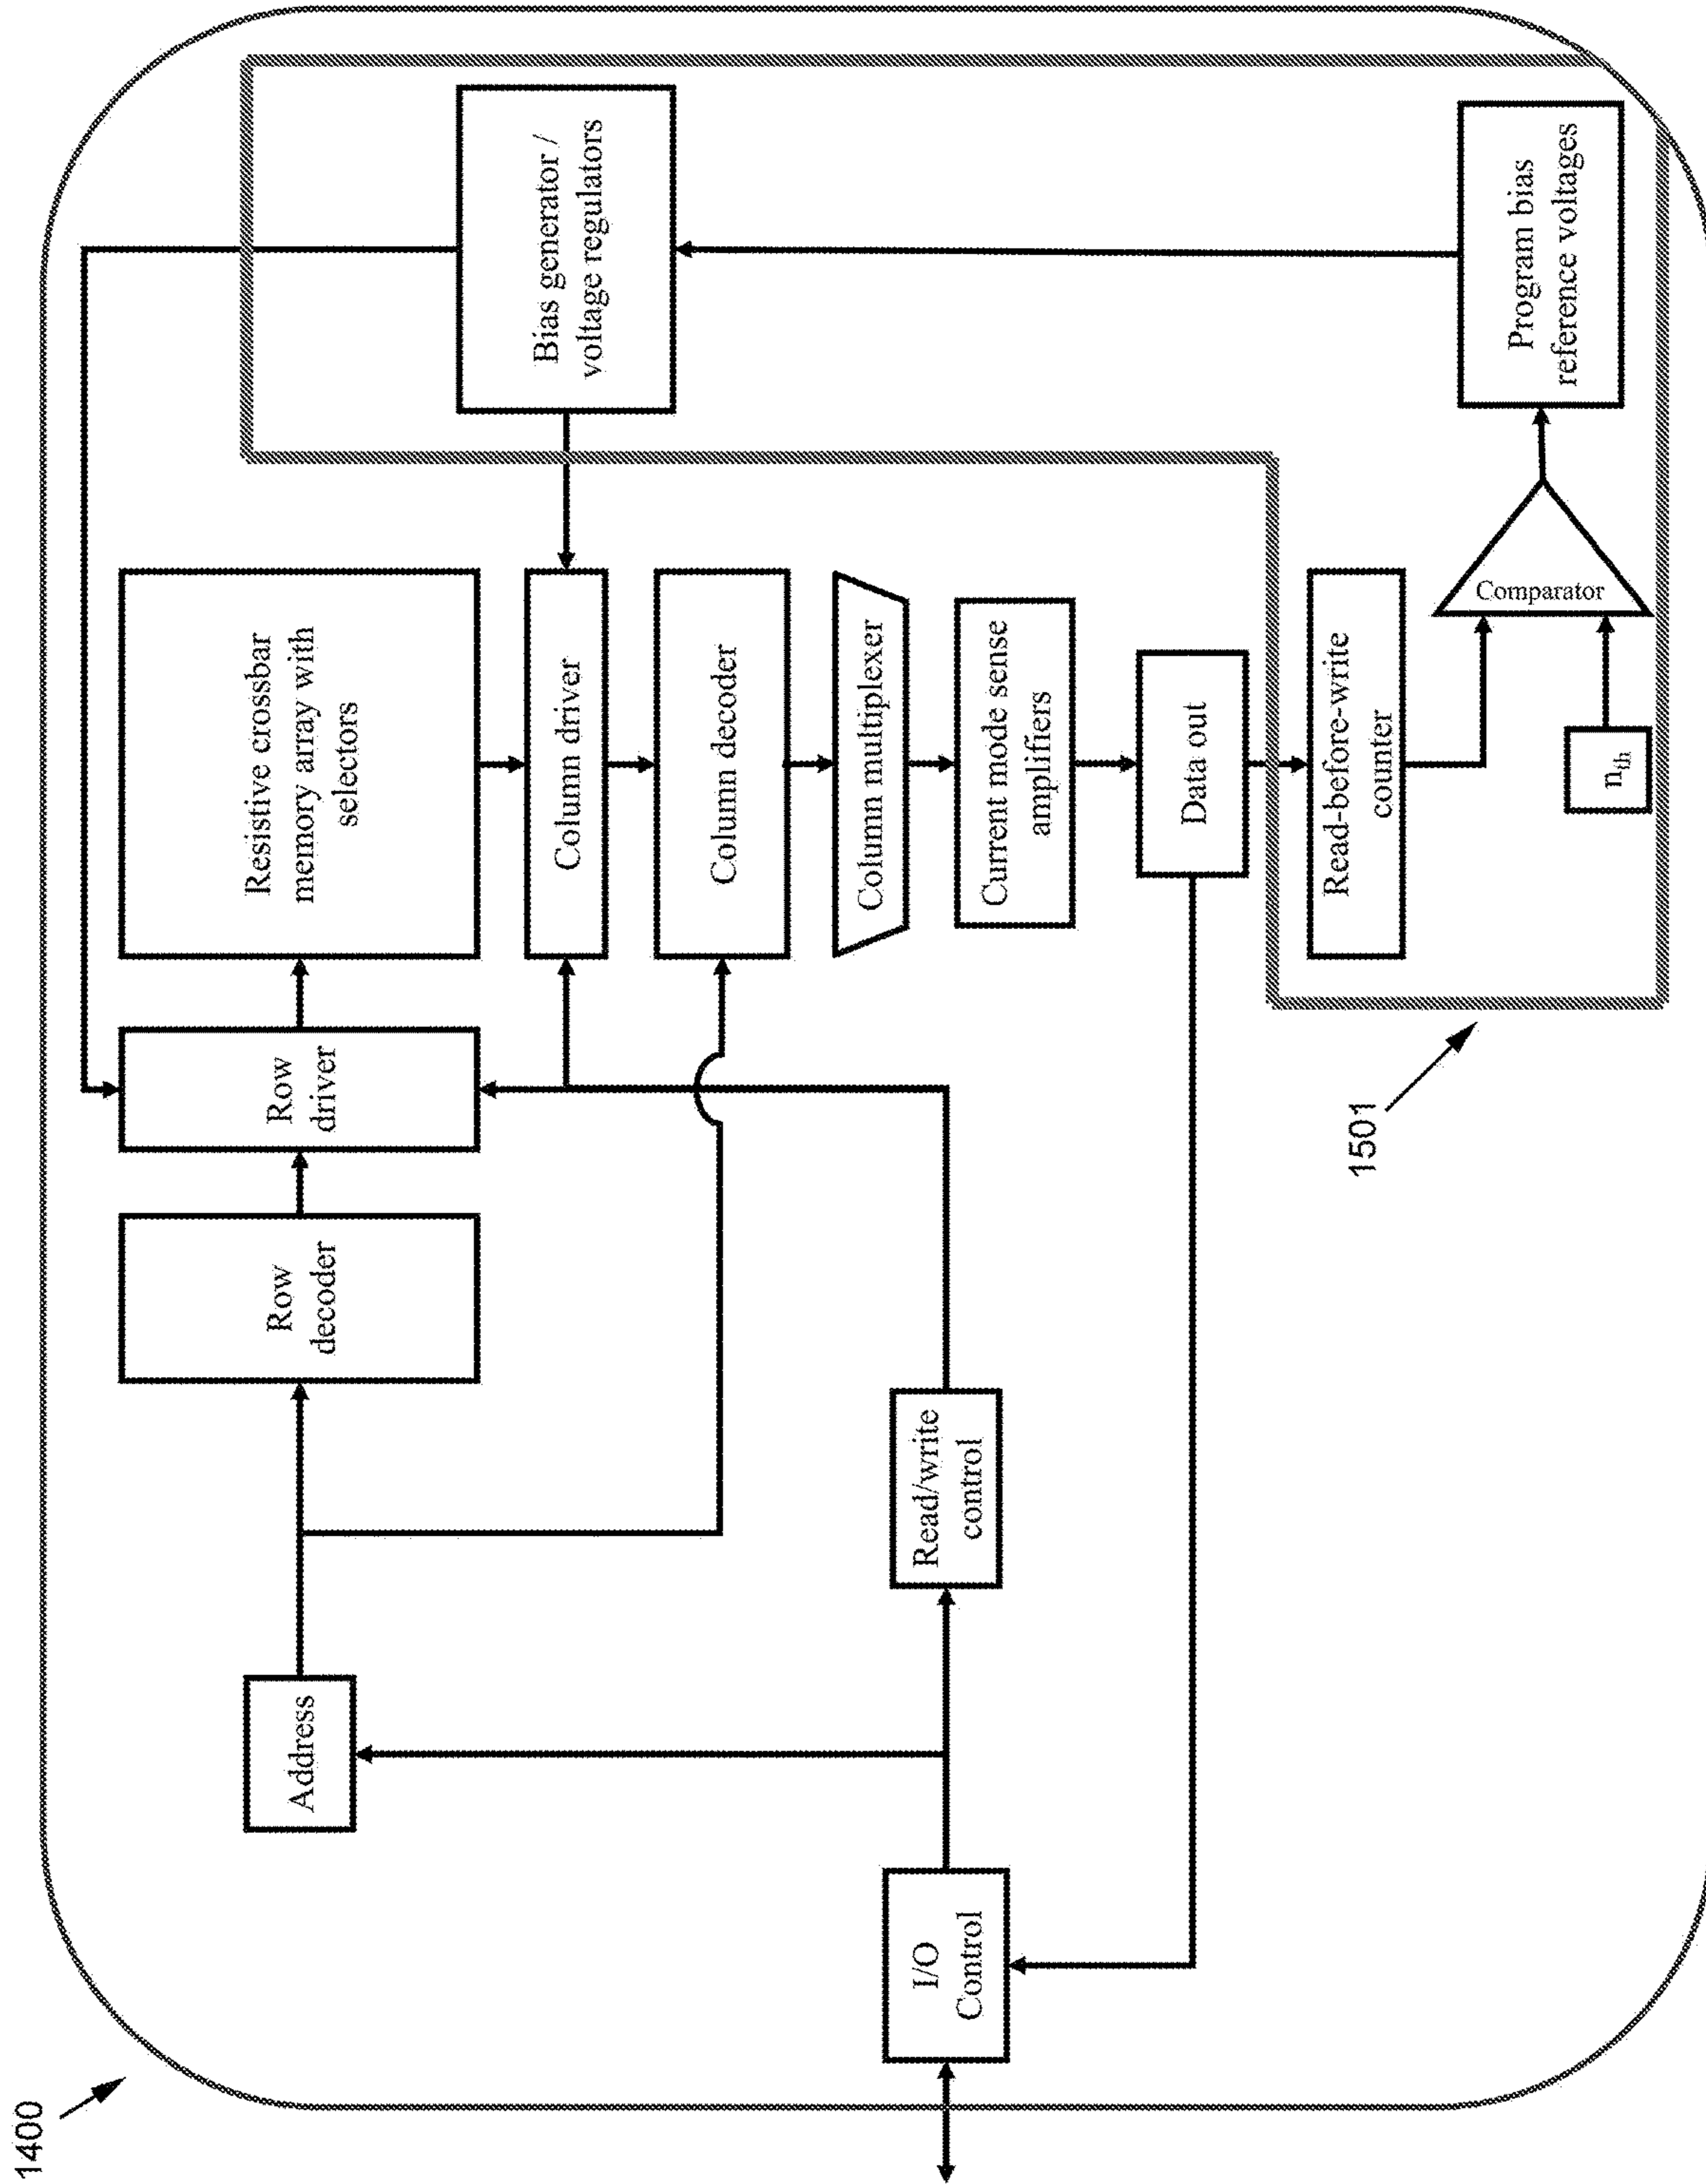 1400
Address
Row
decoder
Row
driver
Resistive crossbar
memory array with
selectors
Column driver
Column decoder
Column multiplexer
Current mode sense
amplifiers
Data out
I/O
Control
Read/write
control
Bias generator /
voltage regulators
Read-before-write
counter
Comparator
nth
Program bias
reference voltages
1501